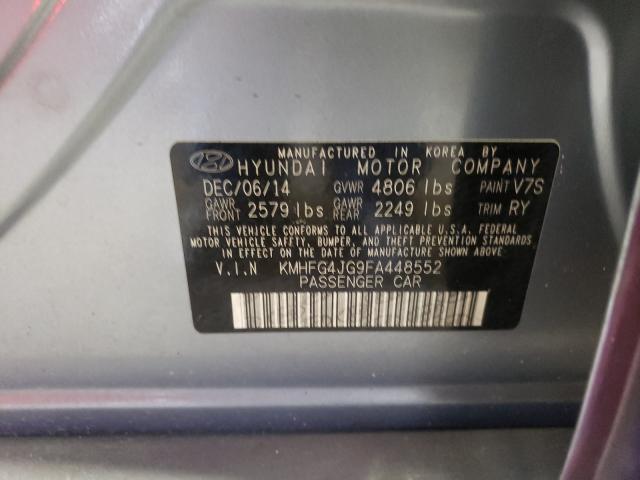 MANUFACTURED IN KOREA BY
HYUNDAI MOTOR COMPANY
DEC/06/14 GVWR 4806 lbs PAINT V7S
GAWR FRONT 2579 lbs GAWR REAR 2249 lbs TRIM RY
THIS VEHICLE CONFORMS TO ALL APPLICABLE U.S.A. FEDERAL
MOTOR VEHICLE SAFETY, BUMPER, AND THEFT PREVENTION
STANDARDS IN EFFECT ON THE DATE OF MANUFACTURE SHOWN ABOVE.
V.I.N KMHFG4JG9FA448552
PASSENGER CAR